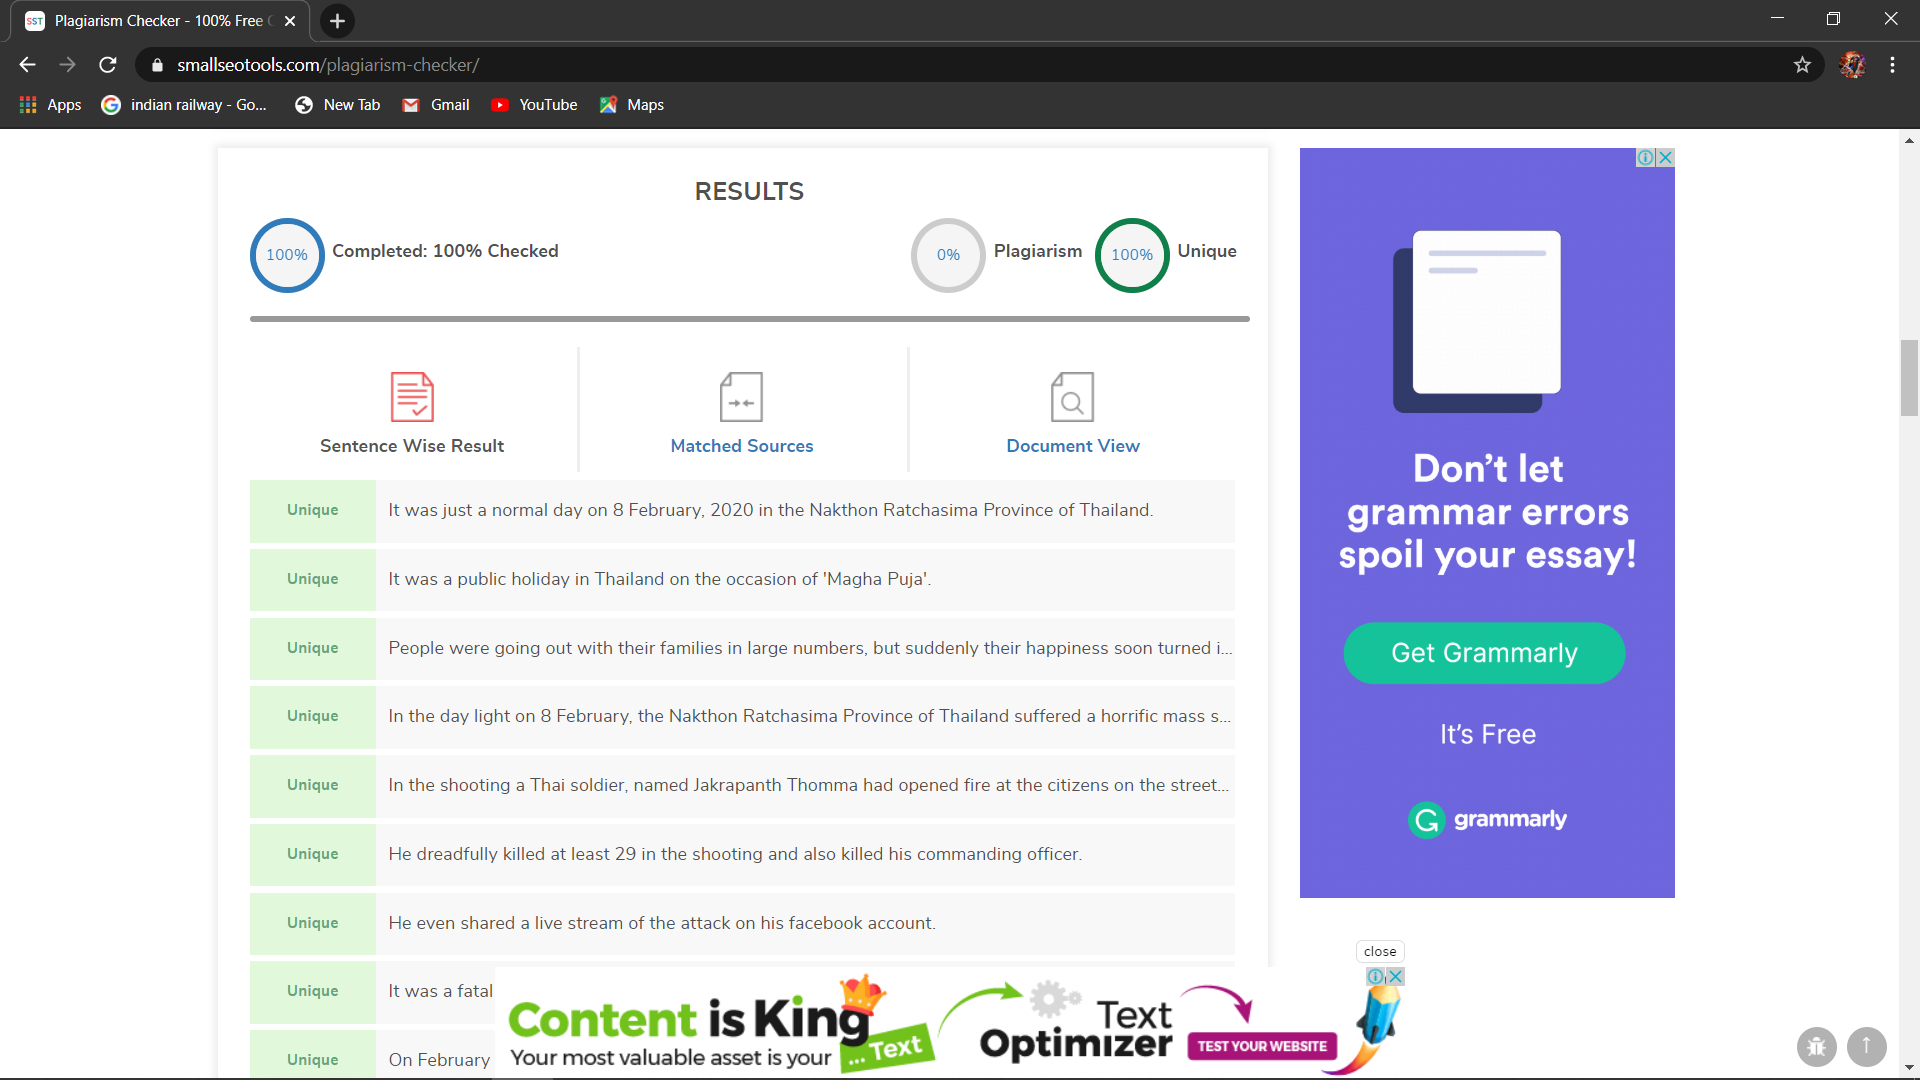 SST Plagiarism Checker - 100% Free
smallseotools.com/plagiarism-checker/
Apps indian railway - Go... New Tab Gmail YouTube Maps
RESULTS
100% Completed: 100% Checked 0% Plagiarism 100% Unique
Sentence Wise Result Matched Sources Document View
Unique It was just a normal day on 8 February, 2020 in the Nakthon Ratchasima Province of Thailand.
Unique It was a public holiday in Thailand on the occasion of 'Magha Puja'.
Unique People were going out with their families in large numbers, but suddenly their happiness soon turned i...
Unique In the day light on 8 February, the Nakthon Ratchasima Province of Thailand suffered a horrific mass s...
Unique In the shooting a Thai soldier, named Jakrapanth Thomma had opened fire at the citizens on the street...
Unique He dreadfully killed at least 29 in the shooting and also killed his commanding officer.
Unique He even shared a live stream of the attack on his facebook account.
Unique It was a fatal
Unique On February
Don't let
grammar errors
spoil your essay!
Get Grammarly
It's Free
grammarly
close
Content is King
Your most valuable asset is your ... Text
Text
Optimizer
TEST YOUR WEBSITE